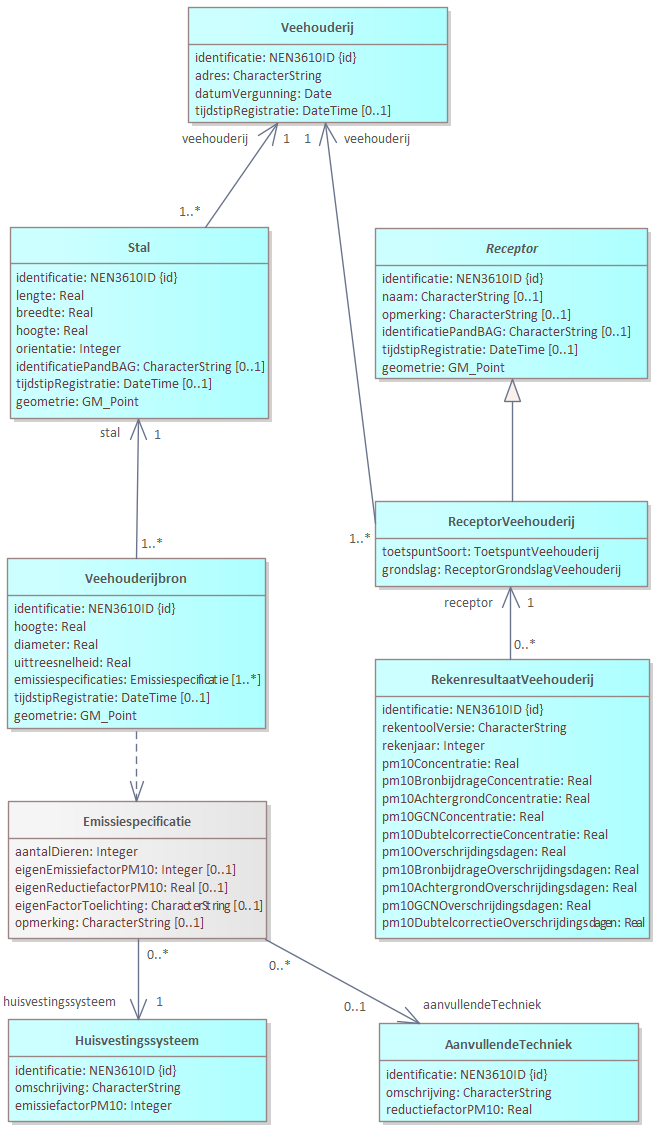 Veehouderij
identificatie: NEN3610ID {id}
adres: CharacterString
datumVergunning: Date
tijdstipRegistratie: DateTime [0..1]
veehouderij
1
1
veehouderij
1..*
Stal
identificatie: NEN3610ID {id}
lengte: Real
breedte: Real
hoogte: Real
orientatie: Integer
identificatiePandBAG: CharacterString [0..1]
tijdstipRegistratie: DateTime [0..1]
geometrie: GM_Point
Receptor
identificatie: NEN3610ID {id}
naam: CharacterString [0..1]
opmerking: CharacterString [0..1]
identificatiePandBAG: CharacterString [0..1]
tijdstipRegistratie: DateTime [0..1]
geometrie: GM_Point
stal
1
1..*
1..*
ReceptorVeehouderij
toetspuntSoort: ToetspuntVeehouderij
grondslag: ReceptorGrondslagVeehouderij
receptor
1
0..*
Veehouderijbron
identificatie: NEN3610ID {id}
hoogte: Real
diameter: Real
uittreesnelheid: Real
emissiespecificaties: Emissiespecificatie [1..*]
tijdstipRegistratie: DateTime [0..1]
geometrie: GM_Point
RekenresultaatVeehouderij
identificatie: NEN3610ID {id}
rekentoolVersie: CharacterString
rekenjaar: Integer
pm10Concentratie: Real
pm10BronbijdrageConcentratie: Real
pm10AchtergrondConcentratie: Real
pm10GCNConcentratie: Real
pm10DubtelcorrectieConcentratie: Real
pm10Overschrijdingsdagen: Real
pm10BronbijdrageOverschrijdingsdagen: Real
pm10AchtergrondOverschrijdingsdagen: Real
pm10GCNOverschrijdingsdagen: Real
pm10DubtelcorrectieOverschrijdingsdagen: Real
Emissiespecificatie
aantalDieren: Integer
eigenEmissiefactorPM10: Integer [0..1]
eigenReductiefactorPM10: Real [0..1]
eigenFactorToelichting: CharacterString [0..1]
opmerking: CharacterString [0..1]
0..*
0..*
huisvestingssysteem
1
0..1
aanvullendeTechniek
Huisvestingssysteem
identificatie: NEN3610ID {id}
omschrijving: CharacterString
emissiefactorPM10: Integer
AanvullendeTechniek
identificatie: NEN3610ID {id}
omschrijving: CharacterString
reductiefactorPM10: Real